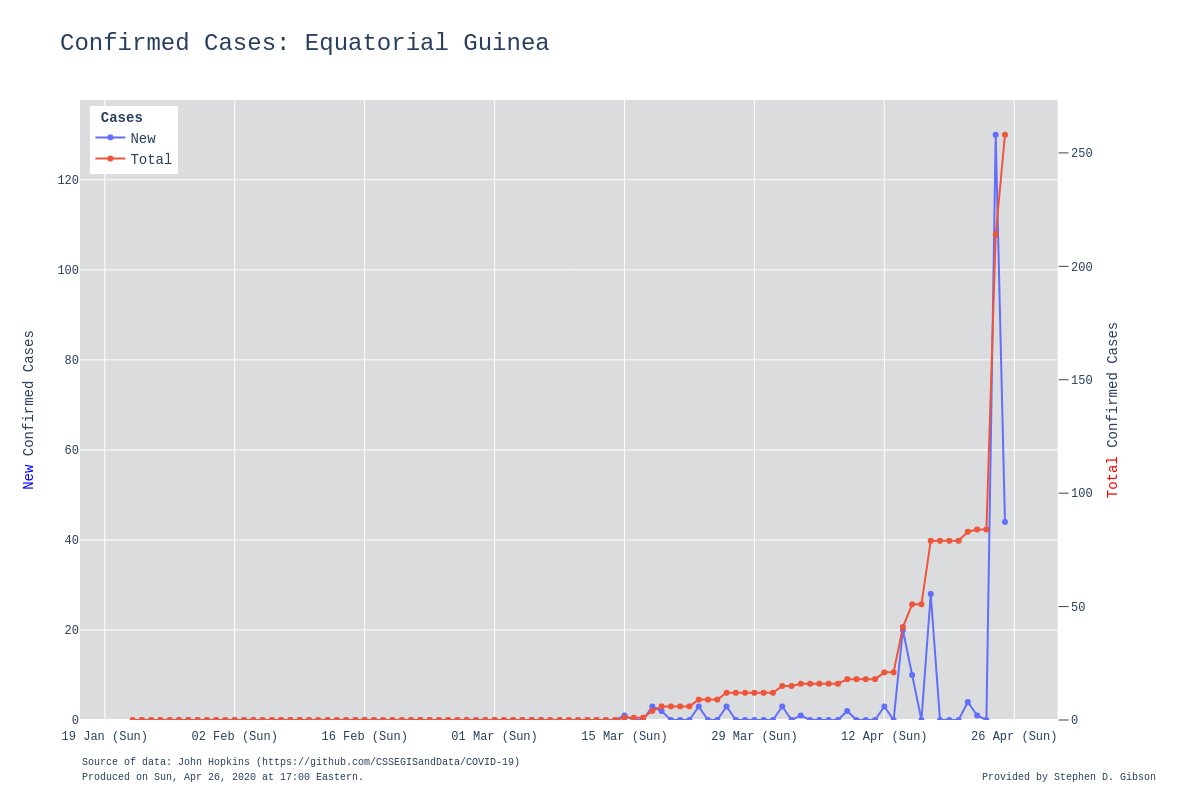 Confirmed Cases: Equatorial Guinea
Cases
New
Total
120
100
80
60
40
20
0
250
200
150
100
50
0
New Confirmed Cases
Total Confirmed Cases
19 Jan (Sun) 02 Feb (Sun) 16 Feb (Sun) 01 Mar (Sun) 15 Mar (Sun) 29 Mar (Sun) 12 Apr (Sun) 26 Apr (Sun)
Source of data: John Hopkins (https://github.com/CSSEGISandData/COVID-19)
Produced on Sun, Apr 26, 2020 at 17:00 Eastern.
Provided by Stephen D. Gibson